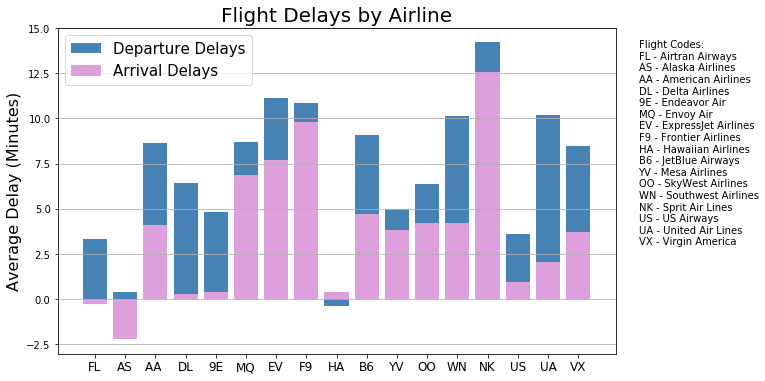 Flight Delays by Airline
Departure Delays
Arrival Delays
Average Delay (Minutes)
15.0
12.5
10.0
7.5
5.0
2.5
0.0
−2.5
FL AS AA DL 9E MQ EV F9 HA B6 YV OO WN NK US UA VX
Flight Codes:
FL - Airtran Airways
AS - Alaska Airlines
AA - American Airlines
DL - Delta Airlines
9E - Endeavor Air
MQ - Envoy Air
EV - ExpressJet Airlines
F9 - Frontier Airlines
HA - Hawaiian Airlines
B6 - JetBlue Airways
YV - Mesa Airlines
OO - SkyWest Airlines
WN - Southwest Airlines
NK - Sprit Air Lines
US - US Airways
UA - United Air Lines
VX - Virgin America